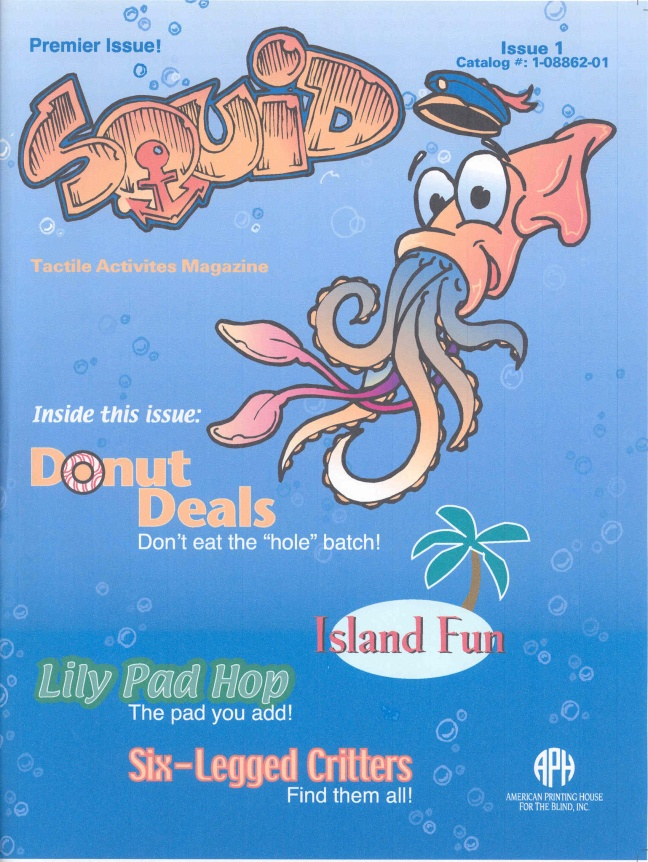 Premier Issue!
SQUID
Issue 1
Catalog #: 1-08862-01
Tactile Activites Magazine
Inside this issue:
Donut
Deals
Don't eat the “hole” batch!
Island Fun
Lily Pad Hop
The pad you add!
Six-Legged Critters
Find them all!
APH
AMERICAN PRINTING HOUSE
FOR THE BLIND, INC.